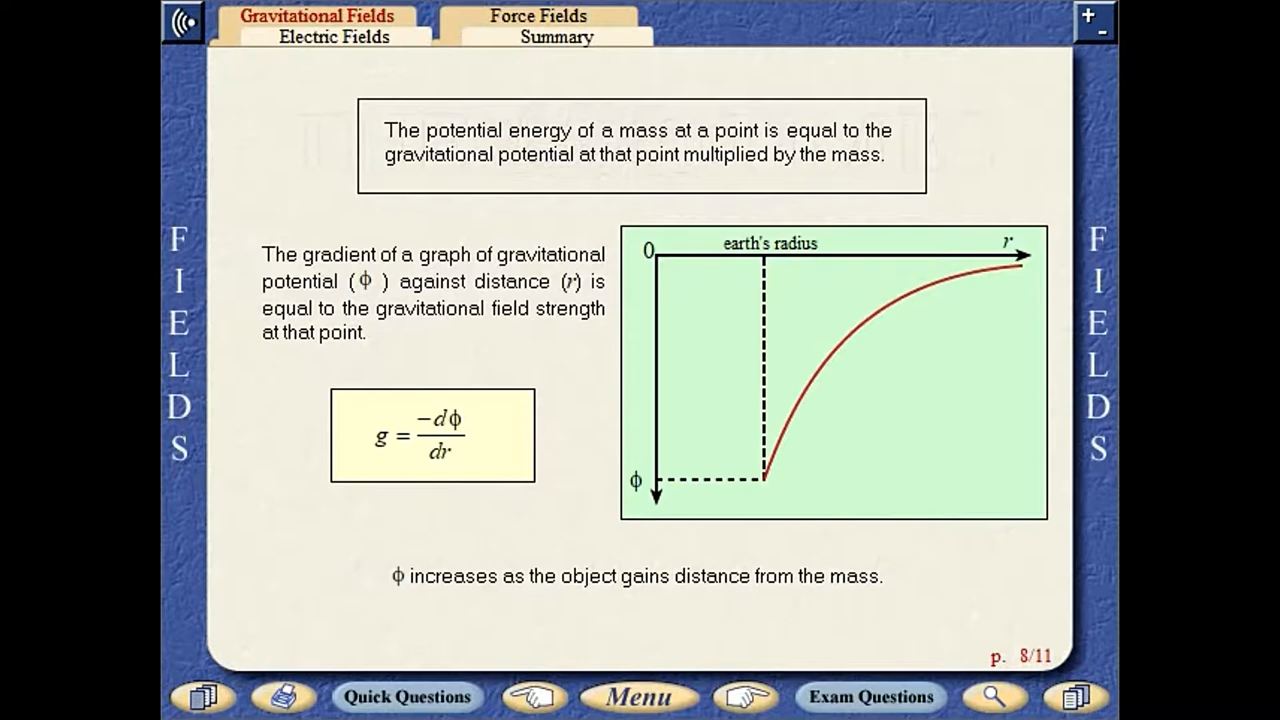 Gravitational Fields
Force Fields
Electric Fields
Summary
The potential energy of a mass at a point is equal to the
gravitational potential at that point multiplied by the mass.
FIELDS
The gradient of a graph of gravitational
potential (ϕ) against distance (r) is
equal to the gravitational field strength
at that point.
g = -dϕ/dr
0
earth's radius
r
ϕ
FIELDS
ϕ increases as the object gains distance from the mass.
p. 8/11
Quick Questions
Menu
Exam Questions